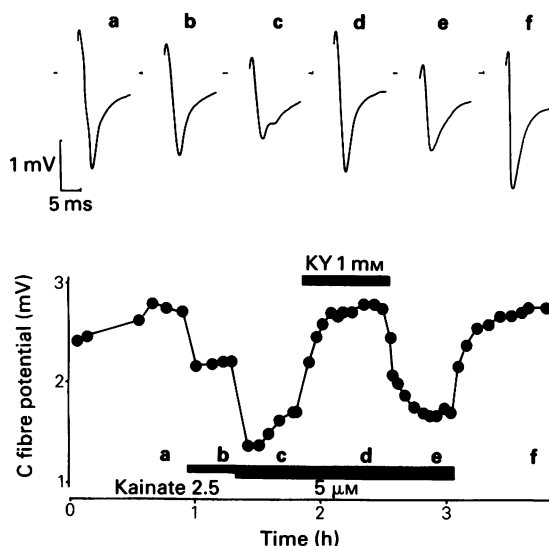 a b c d e f
1 mV
5 ms
KY 1 mM
C fibre potential (mV)
3
2
1
a b c d e f
Kainate 2.5 5 μM
0 1 2 3
Time (h)